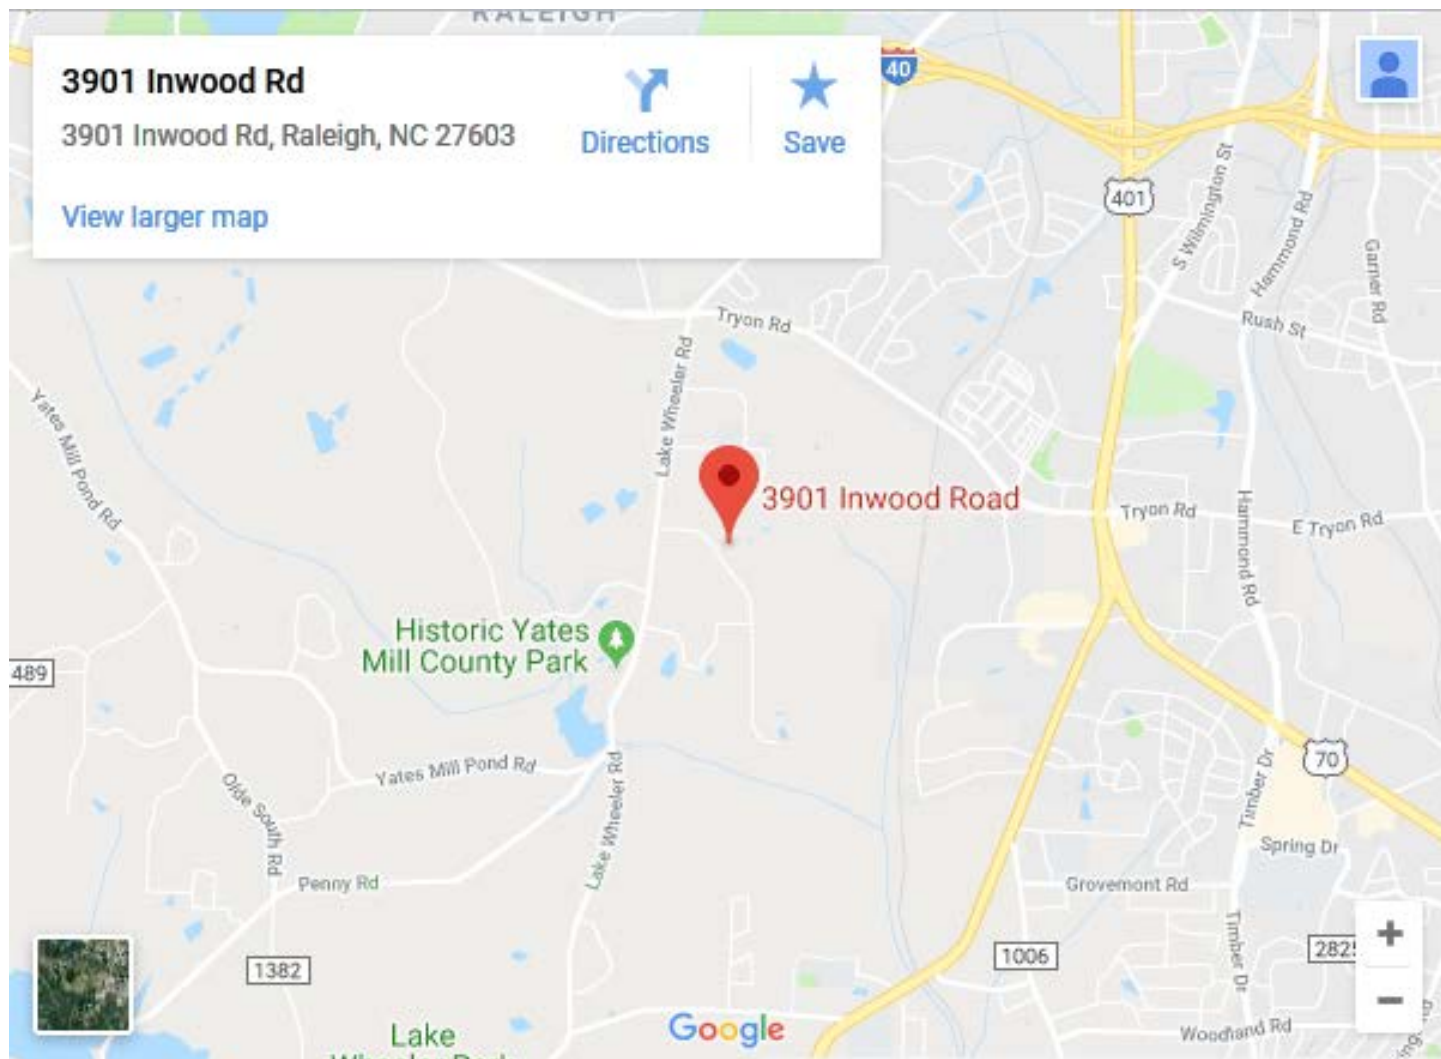 RALEIGH
3901 Inwood Rd
3901 Inwood Rd, Raleigh, NC 27603
Directions
Save
View larger map
40
401
S Wilmington St
Hammond Rd
Garner Rd
Rush St
Tryon Rd
Lake Wheeler Rd
Yates Mill Pond Rd
3901 Inwood Road
Tryon Rd
E Tryon Rd
Hammond Rd
Historic Yates
Mill County Park
489
70
Yates Mill Pond Rd
Olde South Rd
Lake Wheeler Rd
Timber Dr
Spring Dr
Penny Rd
Grovemont Rd
Timber Dr
1006
1382
Google
Woodland Rd
Lake